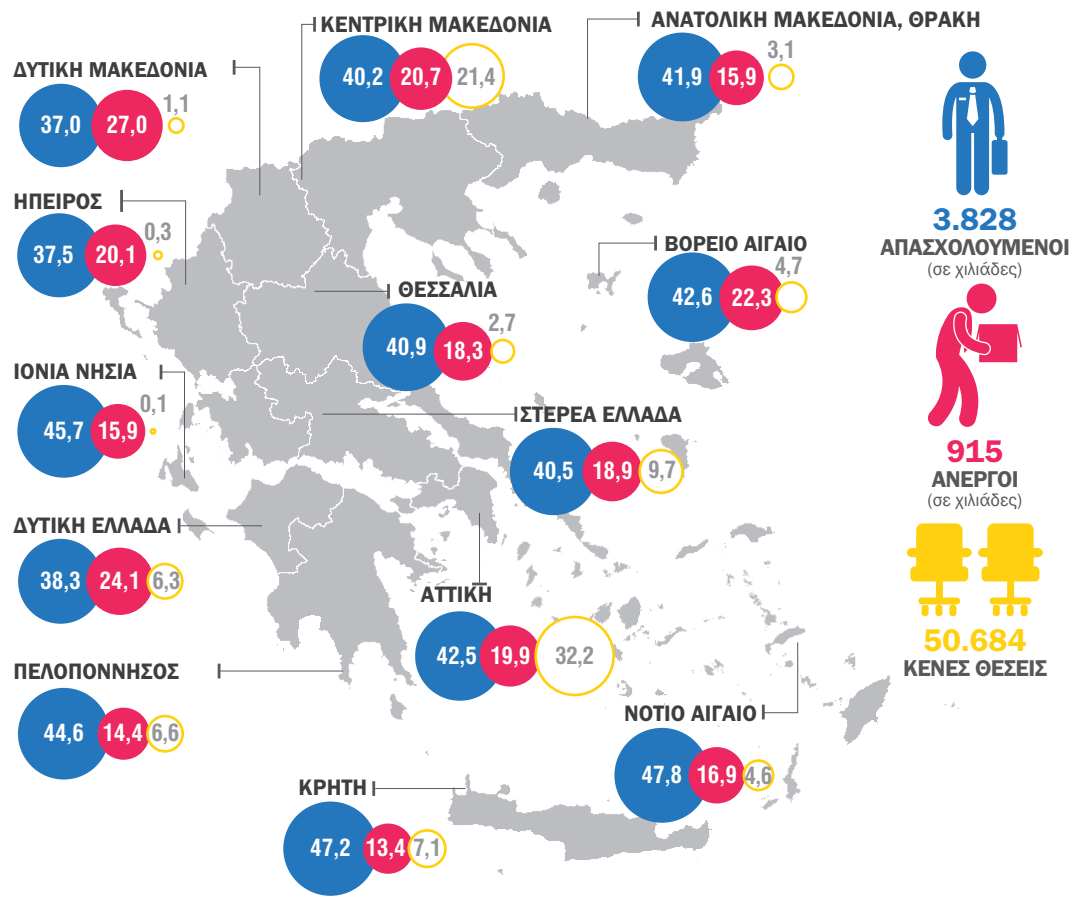 ΚΕΝΤΡΙΚΗ ΜΑΚΕΔΟΝΙΑ
40,2 20,7 21,4
ΑΝΑΤΟΛΙΚΗ ΜΑΚΕΔΟΝΙΑ, ΘΡΑΚΗ
41,9 15,9 3,1
ΔΥΤΙΚΗ ΜΑΚΕΔΟΝΙΑ
37,0 27,0 1,1
ΗΠΕΙΡΟΣ
37,5 20,1 0,3
ΒΟΡΕΙΟ ΑΙΓΑΙΟ
42,6 22,3 4,7
ΘΕΣΣΑΛΙΑ
40,9 18,3 2,7
ΙΟΝΙΑ ΝΗΣΙΑ
45,7 15,9 0,1
ΣΤΕΡΕΑ ΕΛΛΑΔΑ
40,5 18,9 9,7
ΔΥΤΙΚΗ ΕΛΛΑΔΑ
38,3 24,1 6,3
ΑΤΤΙΚΗ
42,5 19,9 32,2
ΠΕΛΟΠΟΝΝΗΣΟΣ
44,6 14,4 6,6
ΝΟΤΙΟ ΑΙΓΑΙΟ
47,8 16,9 4,6
ΚΡΗΤΗ
47,2 13,4 7,1
3.828
ΑΠΑΣΧΟΛΟΥΜΕΝΟΙ
(σε χιλιάδες)
915
ΑΝΕΡΓΟΙ
(σε χιλιάδες)
50.684
ΚΕΝΕΣ ΘΕΣΕΙΣ